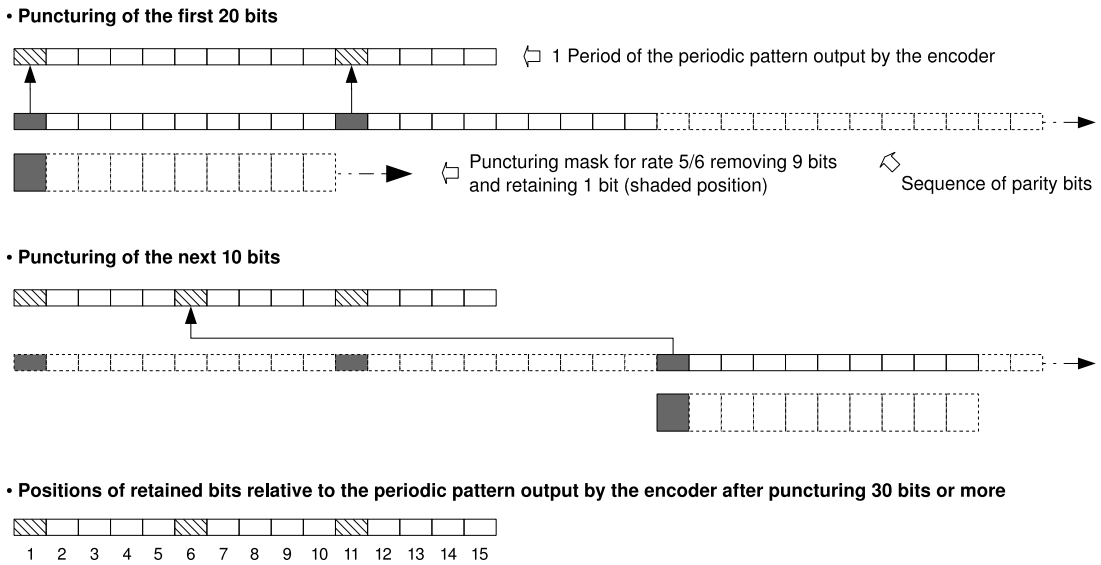 • Puncturing of the first 20 bits
1 Period of the periodic pattern output by the encoder
Puncturing mask for rate 5/6 removing 9 bits
and retaining 1 bit (shaded position)
Sequence of parity bits
• Puncturing of the next 10 bits
• Positions of retained bits relative to the periodic pattern output by the encoder after puncturing 30 bits or more
1 2 3 4 5 6 7 8 9 10 11 12 13 14 15